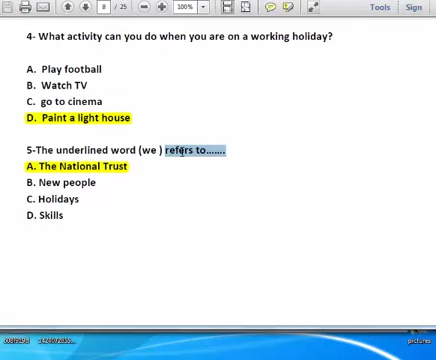 8 / 25 100% Tools Sign
4- What activity can you do when you are on a working holiday?
A. Play football
B. Watch TV
C. go to cinema
D. Paint a light house
5-The underlined word (we ) refers to.......
A. The National Trust
B. New people
C. Holidays
D. Skills
pictures